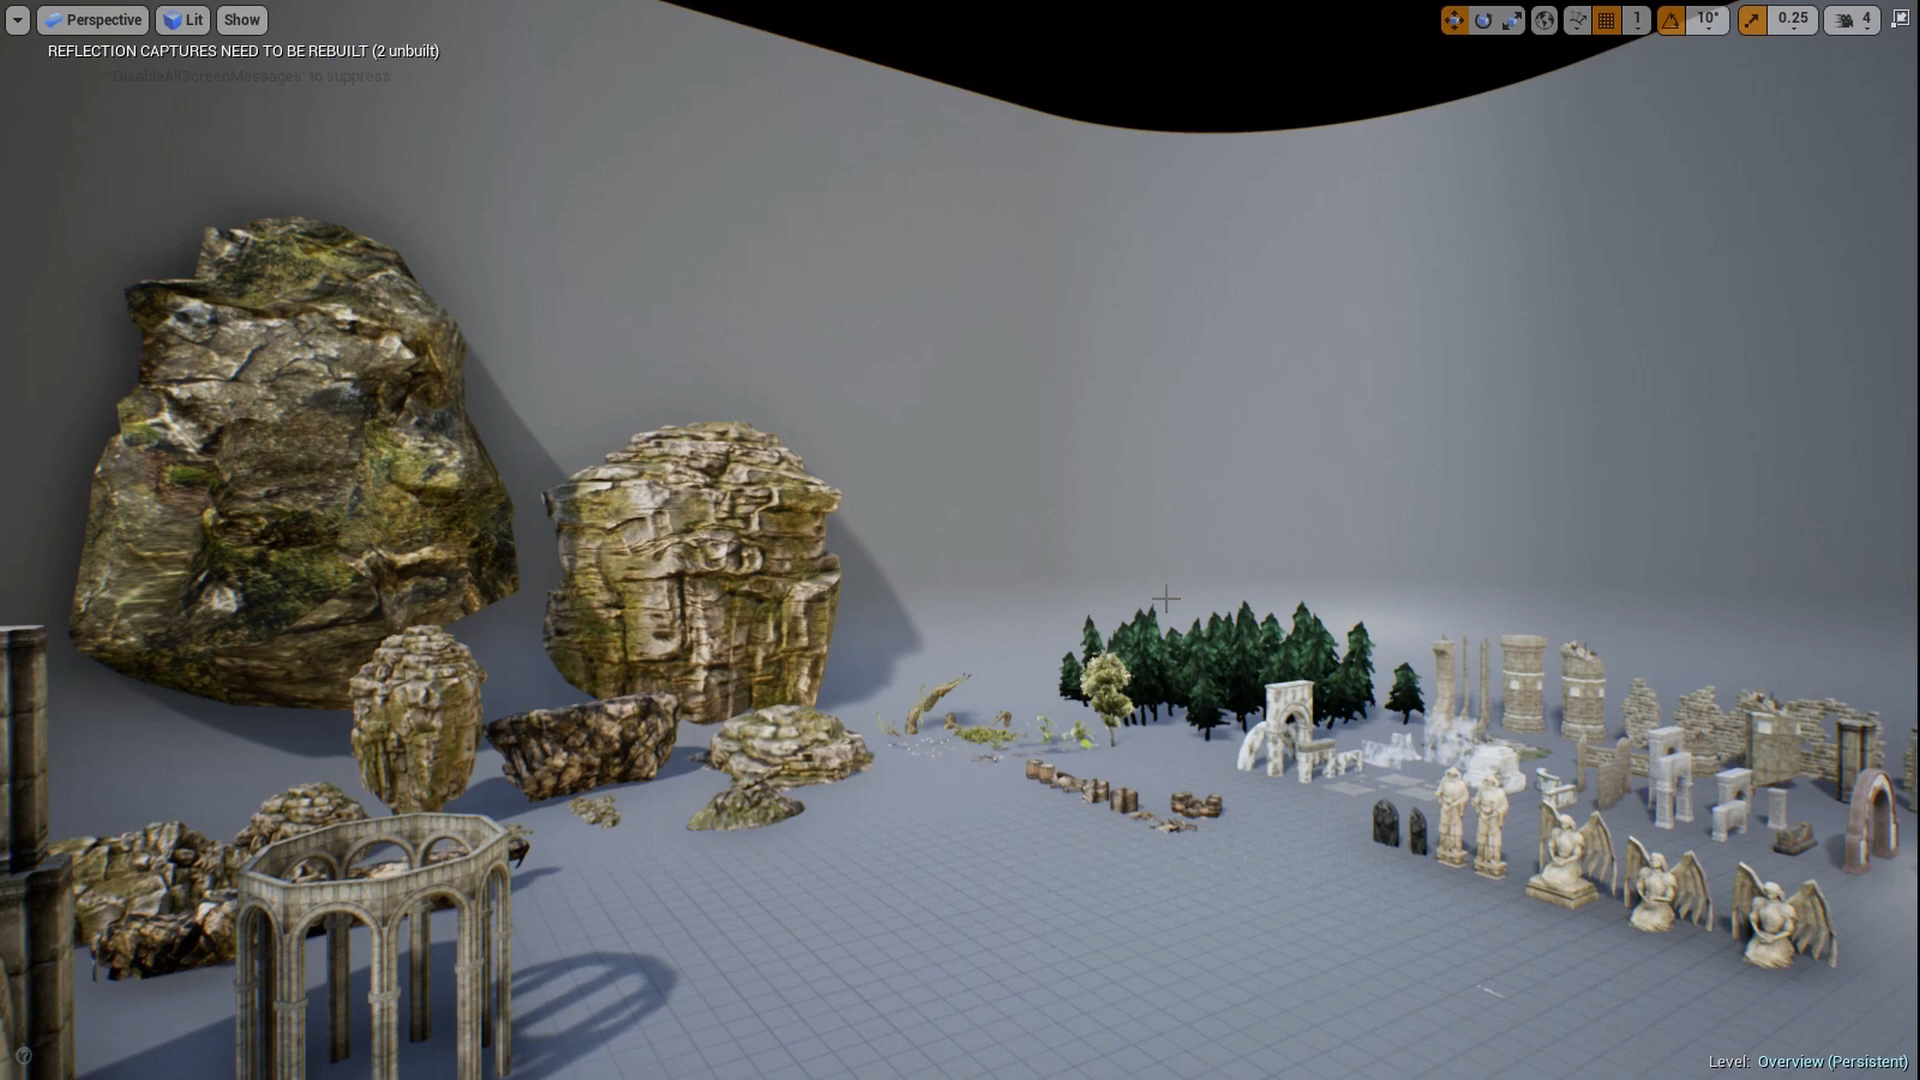 Perspective Lit Show 1 10° 0.25 4
REFLECTION CAPTURES NEED TO BE REBUILT (2 unbuilt)
'DisableAllScreenMessages' to suppress
Level: Overview (Persistent)